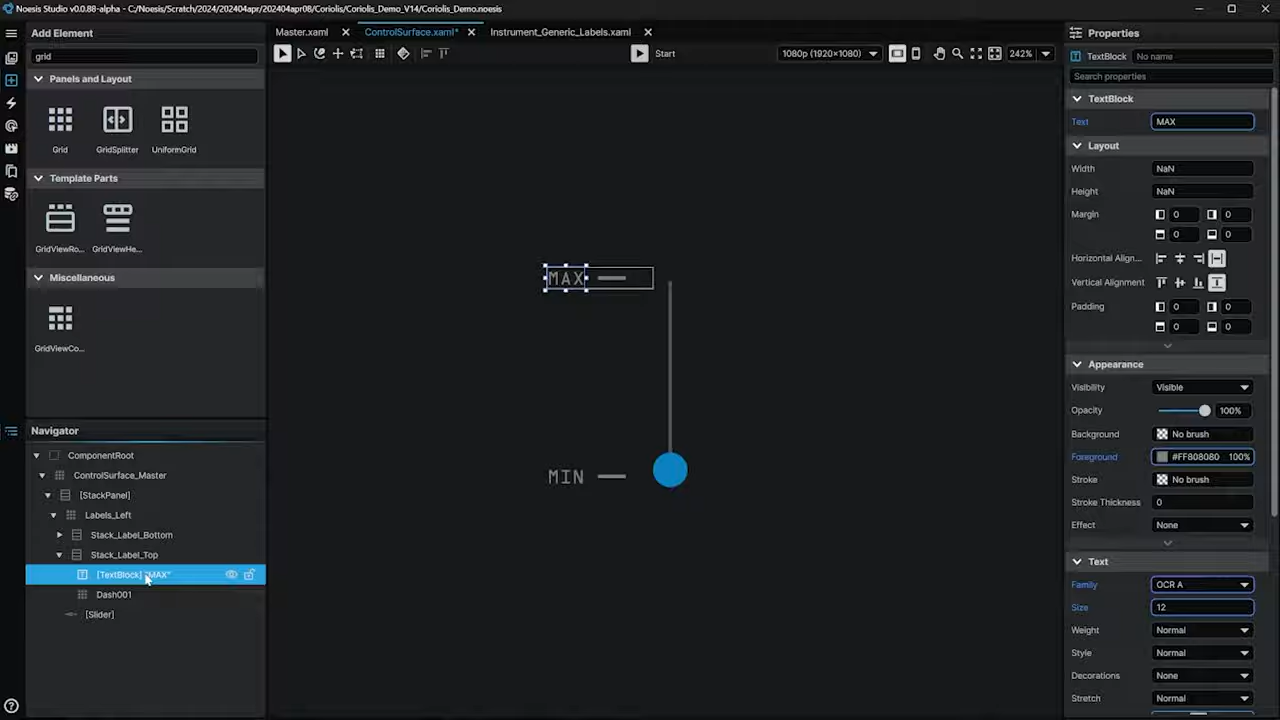 Noesis Studio v0.0.88-alpha - C:/Noesis/Scratch/2024/202404apr/202404apr08/Coriolis/Coriolis_Demo_V14/Coriolis_Demo.noesis
Add Element
grid
Panels and Layout
Grid
GridSplitter
UniformGrid
Template Parts
GridViewRo...
GridViewHe...
Miscellaneous
GridViewCo...
Navigator
ComponentRoot
ControlSurface_Master
[StackPanel]
Labels_Left
Stack_Label_Bottom
Stack_Label_Top
[TextBlock] "MAX"
Dash001
[Slider]
Master.xaml
ControlSurface.xaml*
Instrument_Generic_Labels.xaml
Start
1080p (1920×1080)
242%
MAX
MIN
Properties
TextBlock
No name
Search properties
TextBlock
Text
MAX
Layout
Width
NaN
Height
NaN
Margin
0
0
0
0
Horizontal Align...
Vertical Alignment
Padding
0
0
0
0
Appearance
Visibility
Visible
Opacity
100%
Background
No brush
Foreground
#FF808080
100%
Stroke
No brush
Stroke Thickness
0
Effect
None
Text
Family
OCR A
Size
12
Weight
Normal
Style
Normal
Decorations
None
Stretch
Normal